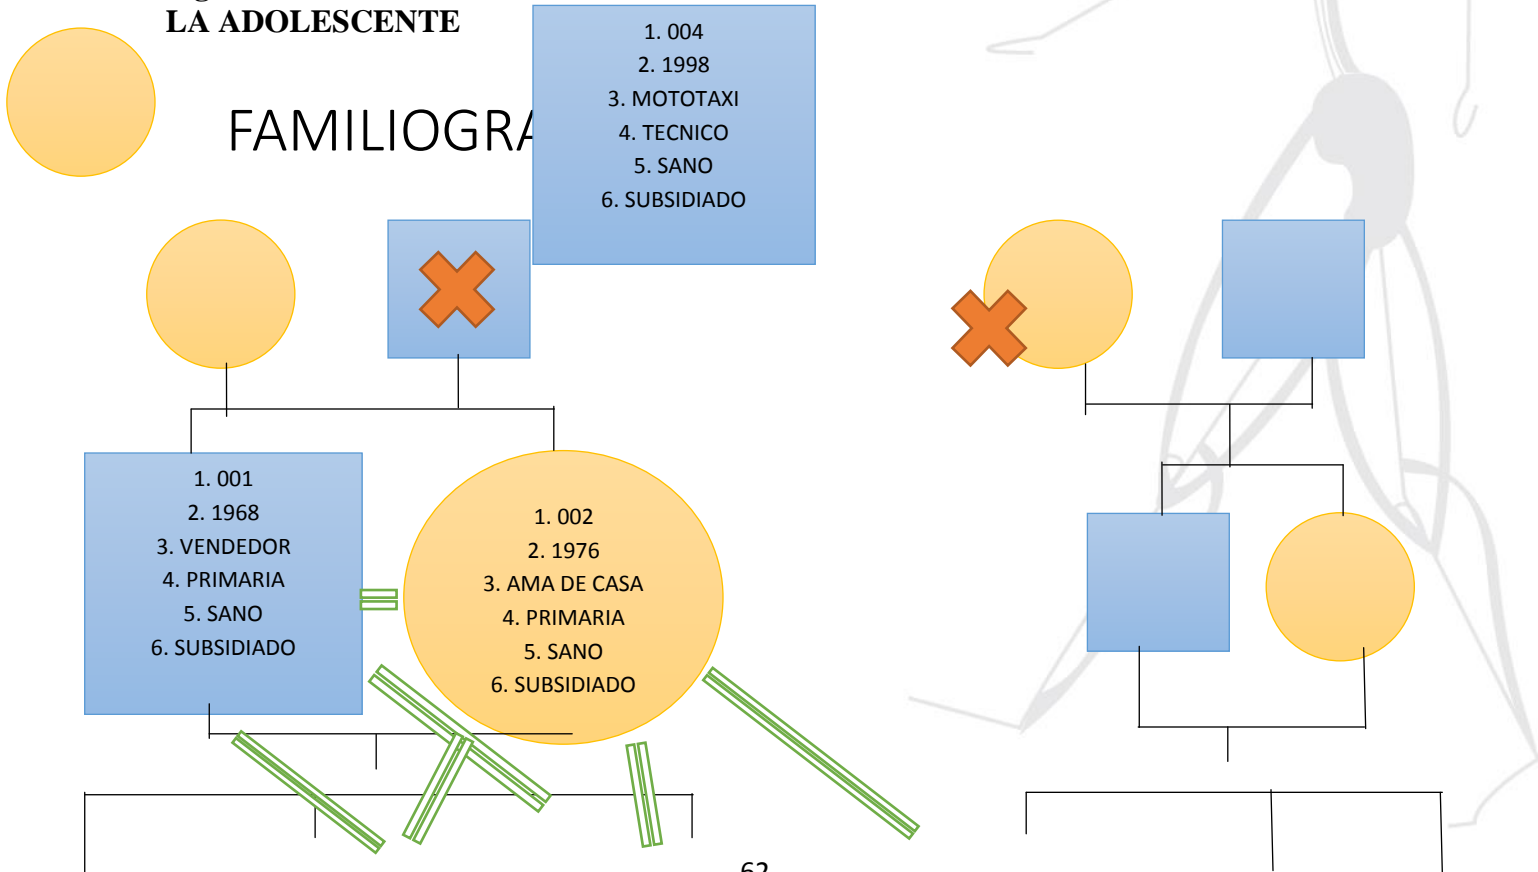 LA ADOLESCENTE
FAMILIOGRA
1. 004
2. 1998
3. MOTOTAXI
4. TECNICO
5. SANO
6. SUBSIDIADO
1. 001
2. 1968
3. VENDEDOR
4. PRIMARIA
5. SANO
6. SUBSIDIADO
1. 002
2. 1976
3. AMA DE CASA
4. PRIMARIA
5. SANO
6. SUBSIDIADO
62